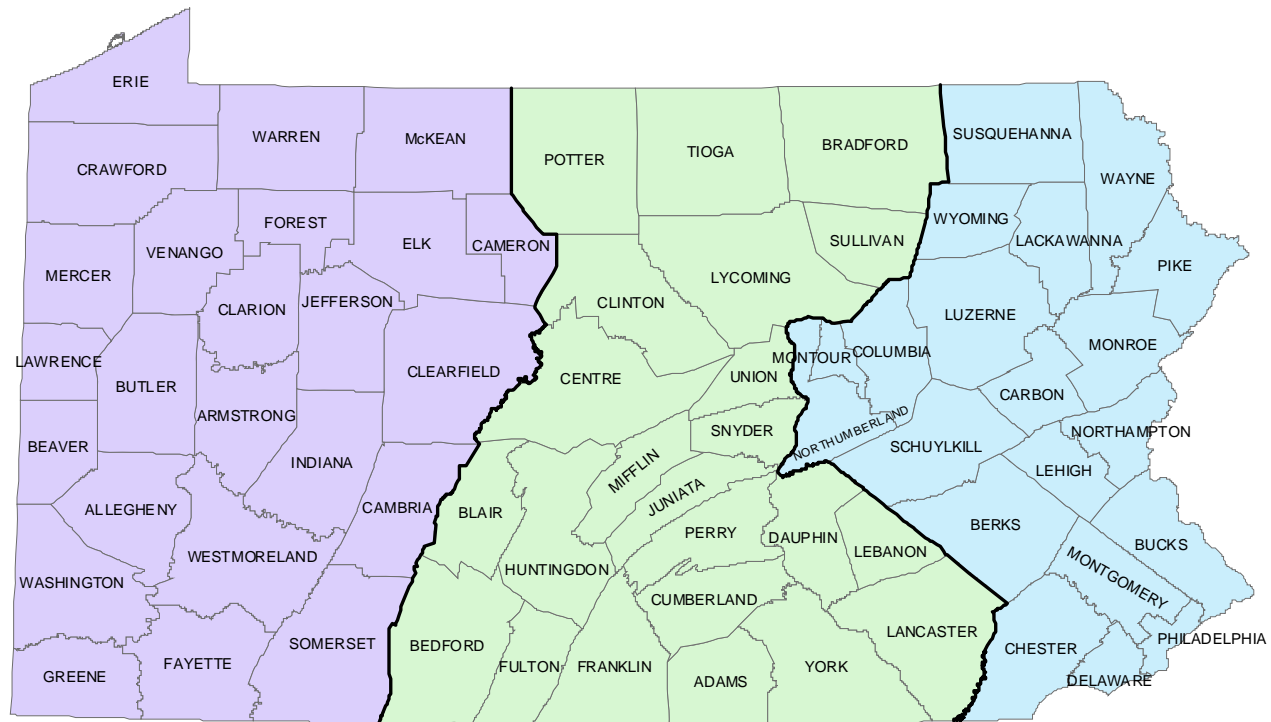 ERIE
WARREN
McKEAN
CRAWFORD
POTTER
TIOGA
BRADFORD
SUSQUEHANNA
WAYNE
FOREST
VENANGO
ELK
CAMERON
SULLIVAN
WYOMING
LACKAWANNA
PIKE
MERCER
CLARION
JEFFERSON
CLINTON
LYCOMING
LUZERNE
LAWRENCE
BUTLER
CLEARFIELD
CENTRE
UNION
MONTOUR
COLUMBIA
MONROE
CARBON
ARMSTRONG
BEAVER
INDIANA
SNYDER
NORTHUMBERLAND
SCHUYLKILL
NORTHAMPTON
LEHIGH
MIFFLIN
JUNIATA
ALLEGHENY
CAMBRIA
BLAIR
PERRY
DAUPHIN
LEBANON
BERKS
BUCKS
WASHINGTON
WESTMORELAND
HUNTINGDON
CUMBERLAND
MONTGOMERY
SOMERSET
BEDFORD
LANCASTER
CHESTER
PHILADELPHIA
GREENE
FAYETTE
FULTON
FRANKLIN
ADAMS
YORK
DELAWARE